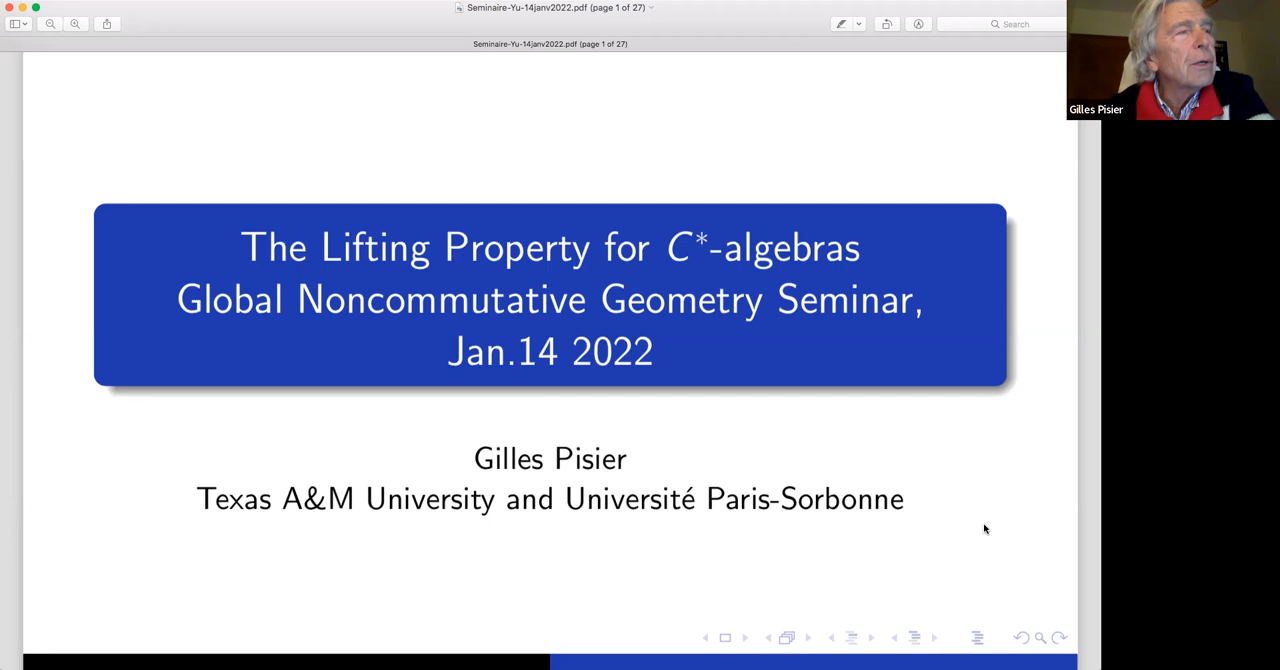 Seminaire-Yu-14janv2022.pdf (page 1 of 27)
Search
Seminaire-Yu-14janv2022.pdf (page 1 of 27)
Gilles Pisier
The Lifting Property for C*-algebras
Global Noncommutative Geometry Seminar,
Jan.14 2022
Gilles Pisier
Texas A&M University and Université Paris-Sorbonne